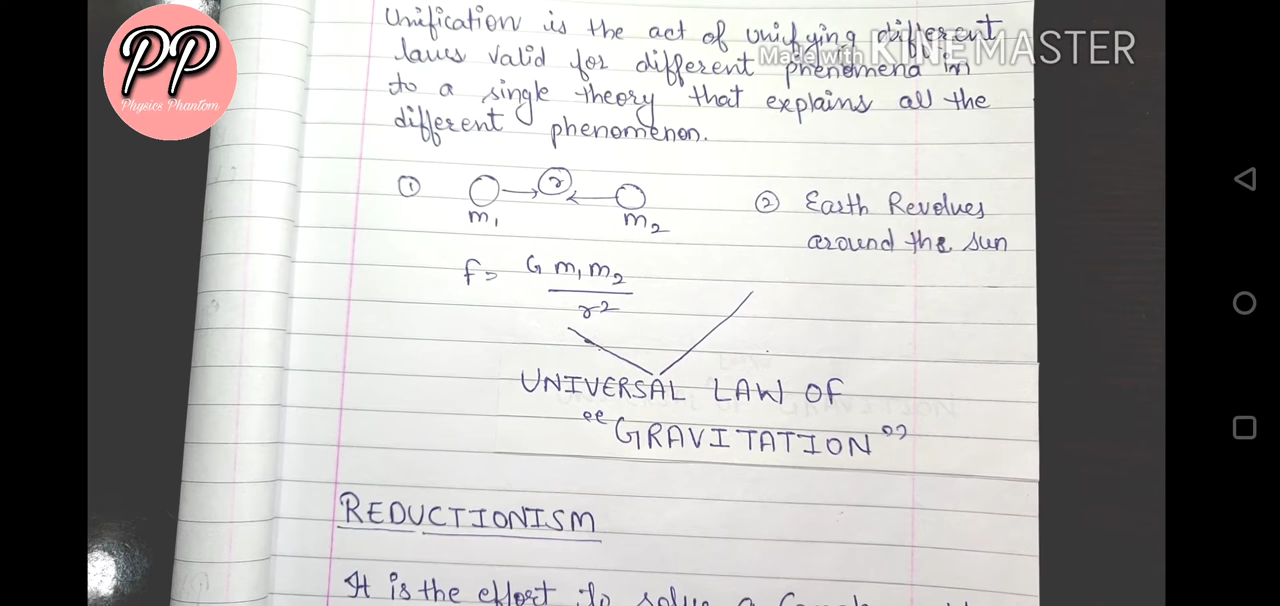 PP
Physics Phantom
Made with KINEMASTER
Unification is the act of unifying different
laws valid for different phenomena in
to a single theory that explains all the
different phenomenon.
① r
m1 m2
② Earth Revolves
around the sun
f= G m1 m2
r2
UNIVERSAL LAW OF
"GRAVITATION"
REDUCTIONISM
It is the effort to solve a